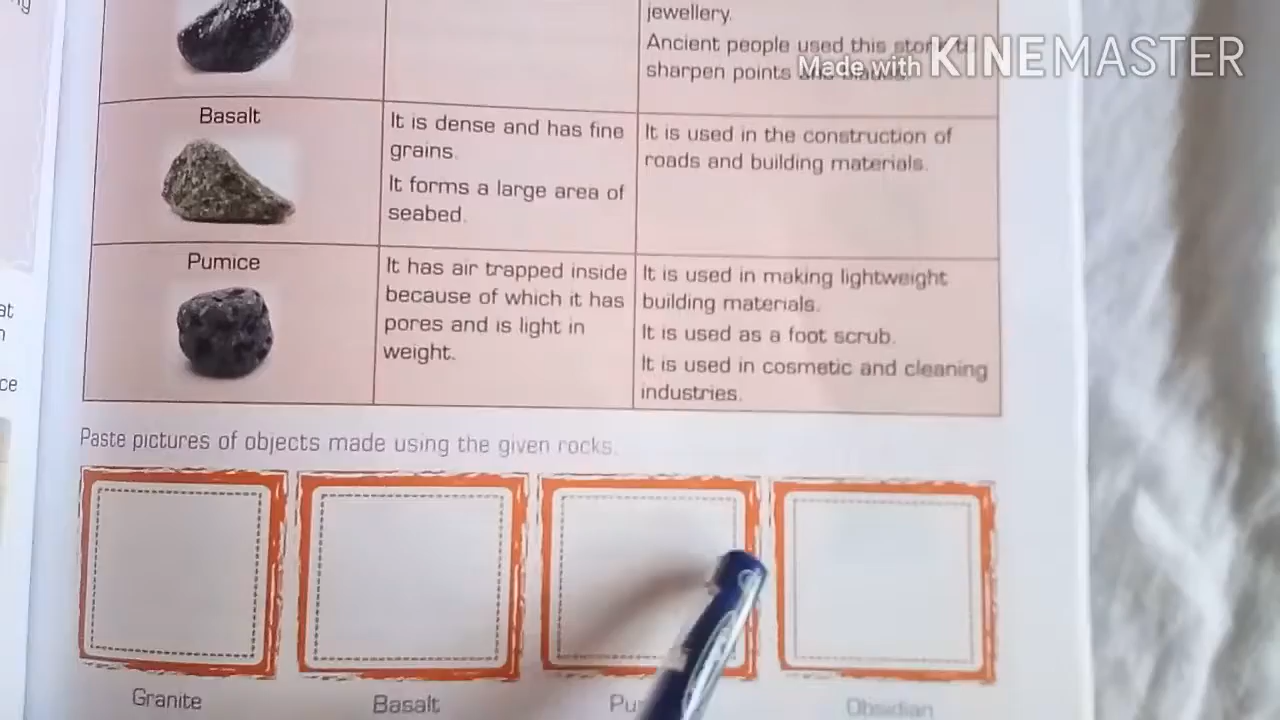 jewellery.
Ancient people used this stone to
sharpen points and blades.
Made with KINEMASTER
Basalt
It is dense and has fine
grains.
It forms a large area of
seabed.
It is used in the construction of
roads and building materials.
Pumice
It has air trapped inside
because of which it has
pores and is light in
weight.
It is used in making lightweight
building materials.
It is used as a foot scrub.
It is used in cosmetic and cleaning
industries.
at
ce
Paste pictures of objects made using the given rocks.
Granite
Basalt
Pu
Obsidian